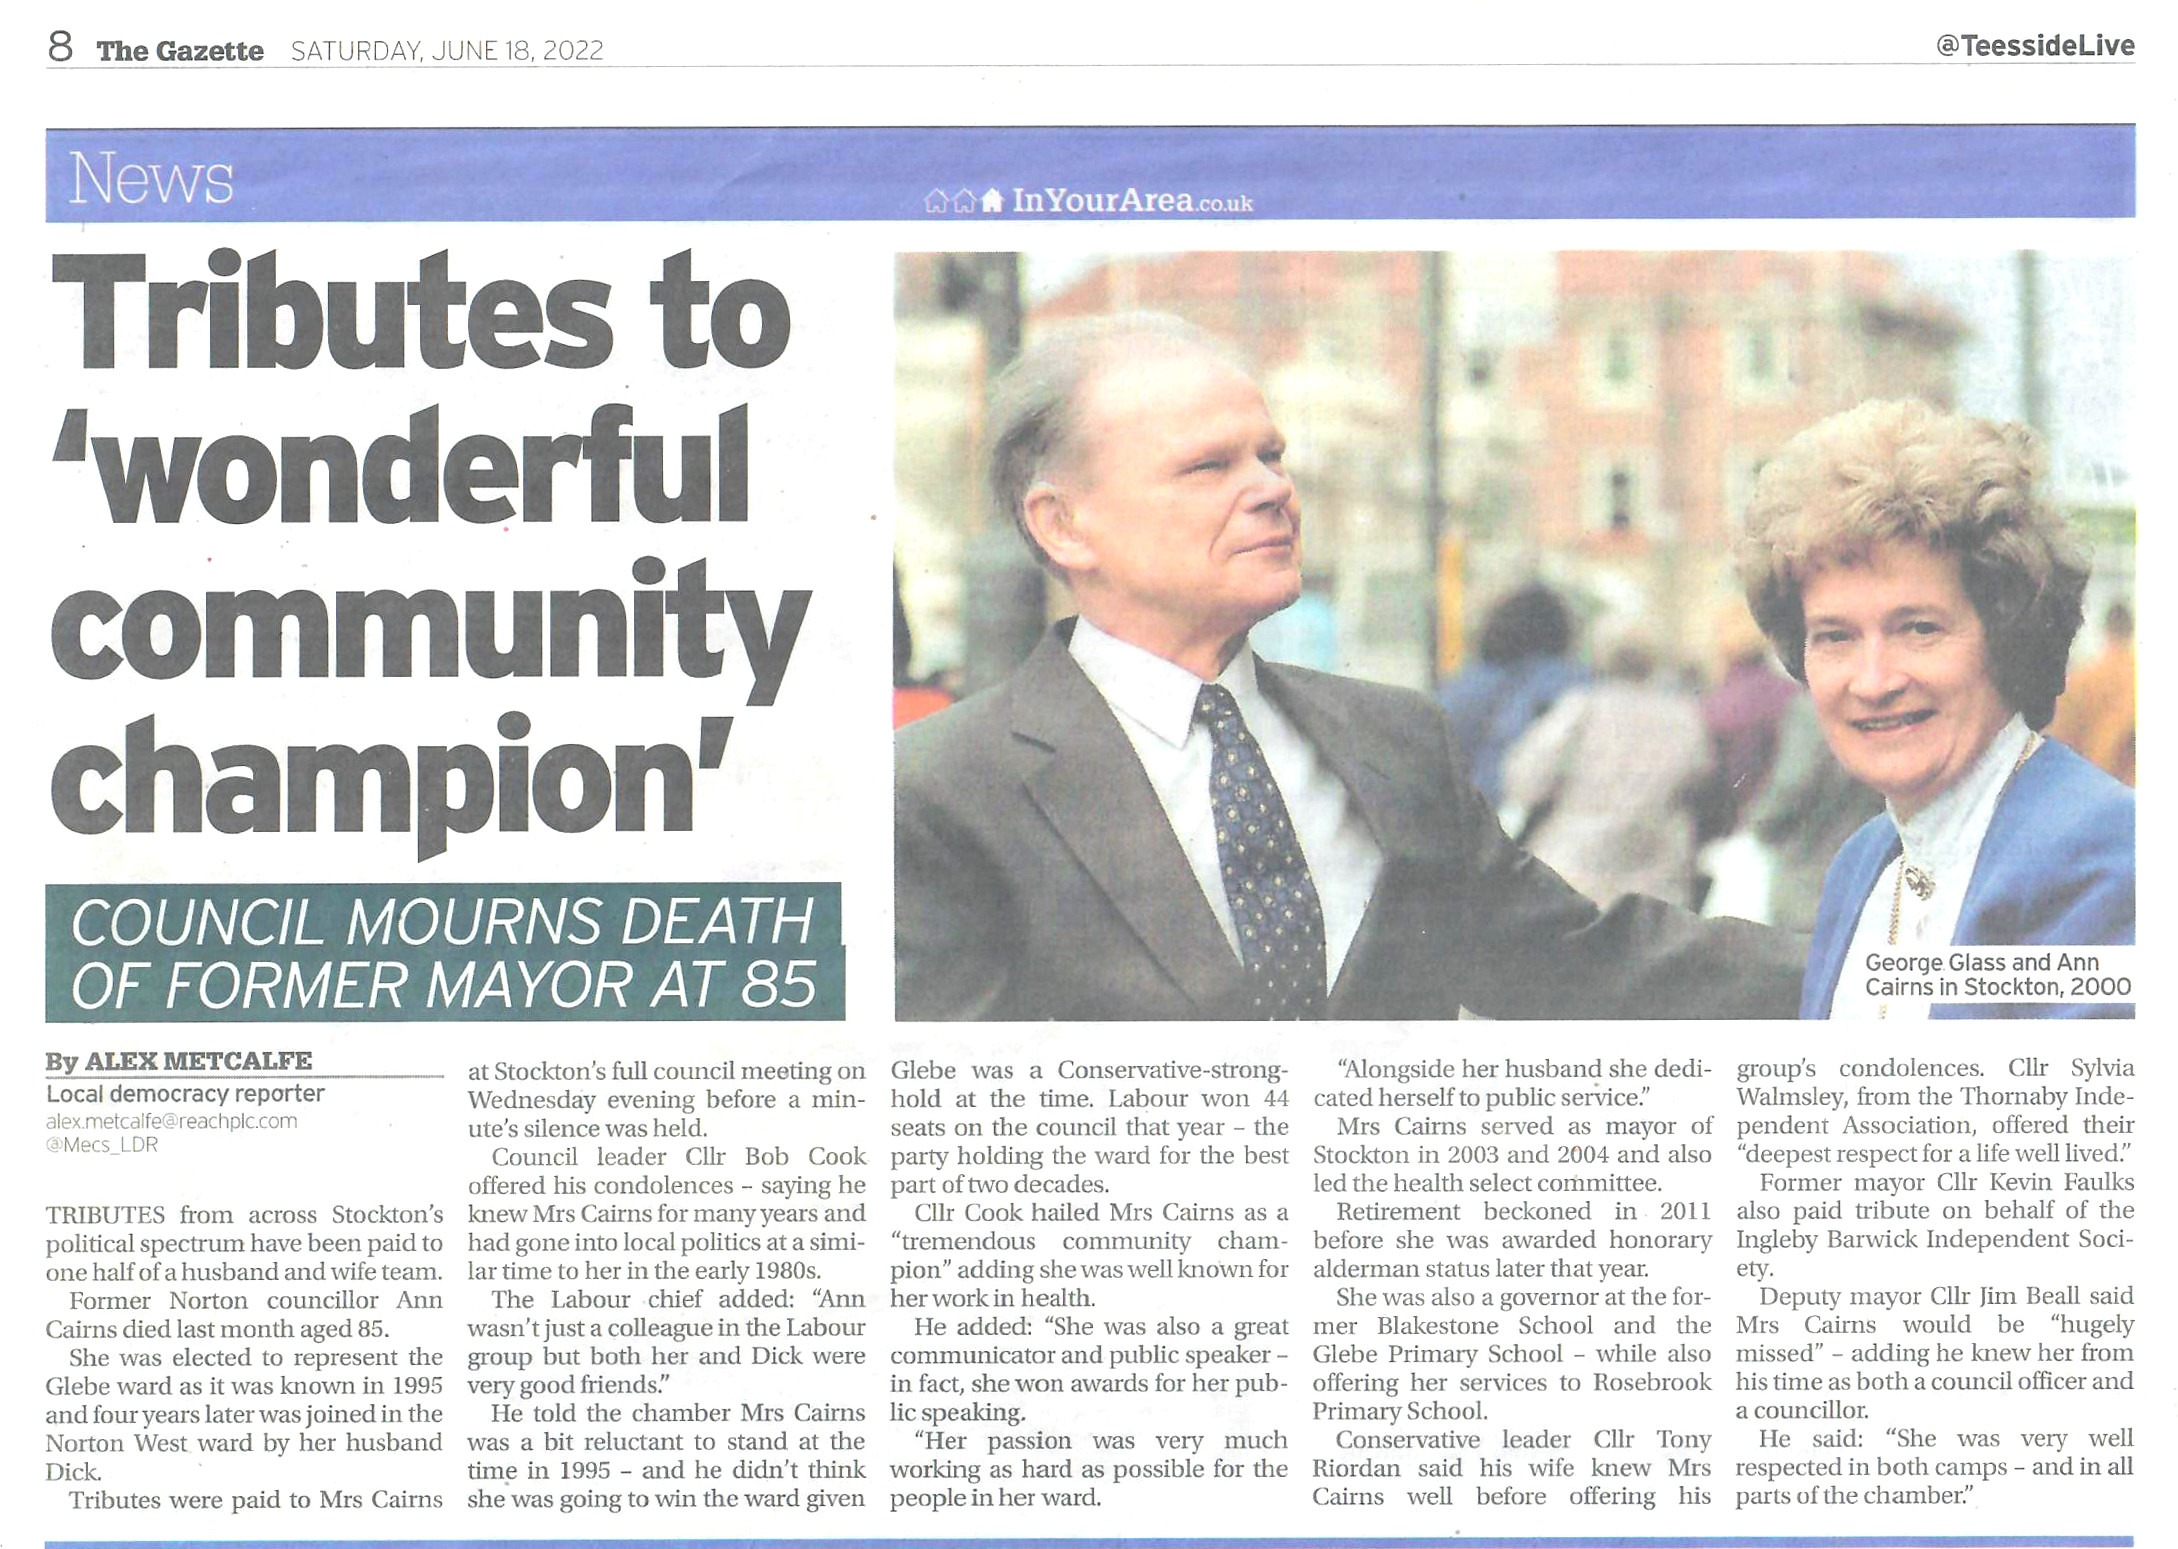 8 The Gazette SATURDAY, JUNE 18, 2022
@TeessideLive
News
InYourArea.co.uk
Tributes to
‘wonderful
community
champion’
COUNCIL MOURNS DEATH
OF FORMER MAYOR AT 85
George Glass and Ann
Cairns in Stockton, 2000
By ALEX METCALFE
Local democracy reporter
alex.metcalfe@reachplc.com
@Mecs_LDR
TRIBUTES from across Stockton’s
political spectrum have been paid to
one half of a husband and wife team.
Former Norton councillor Ann
Cairns died last month aged 85.
She was elected to represent the
Glebe ward as it was known in 1995
and four years later was joined in the
Norton West ward by her husband
Dick.
Tributes were paid to Mrs Cairns
at Stockton’s full council meeting on
Wednesday evening before a min-
ute’s silence was held.
Council leader Cllr Bob Cook
offered his condolences – saying he
knew Mrs Cairns for many years and
had gone into local politics at a simi-
lar time to her in the early 1980s.
The Labour chief added: “Ann
wasn’t just a colleague in the Labour
group but both her and Dick were
very good friends.”
He told the chamber Mrs Cairns
was a bit reluctant to stand at the
time in 1995 – and he didn’t think
she was going to win the ward given
Glebe was a Conservative-strong-
hold at the time. Labour won 44
seats on the council that year – the
party holding the ward for the best
part of two decades.
Cllr Cook hailed Mrs Cairns as a
“tremendous community cham-
pion” adding she was well known for
her work in health.
He added: “She was also a great
communicator and public speaker –
in fact, she won awards for her pub-
lic speaking.
“Her passion was very much
working as hard as possible for the
people in her ward.
“Alongside her husband she dedi-
cated herself to public service.”
Mrs Cairns served as mayor of
Stockton in 2003 and 2004 and also
led the health select committee.
Retirement beckoned in 2011
before she was awarded honorary
alderman status later that year.
She was also a governor at the for-
mer Blakestone School and the
Glebe Primary School – while also
offering her services to Rosebrook
Primary School.
Conservative leader Cllr Tony
Riordan said his wife knew Mrs
Cairns well before offering his
group’s condolences. Cllr Sylvia
Walmsley, from the Thornaby Inde-
pendent Association, offered their
“deepest respect for a life well lived.”
Former mayor Cllr Kevin Faulks
also paid tribute on behalf of the
Ingleby Barwick Independent Soci-
ety.
Deputy mayor Cllr Jim Beall said
Mrs Cairns would be “hugely
missed” – adding he knew her from
his time as both a council officer and
a councillor.
He said: “She was very well
respected in both camps – and in all
parts of the chamber.”